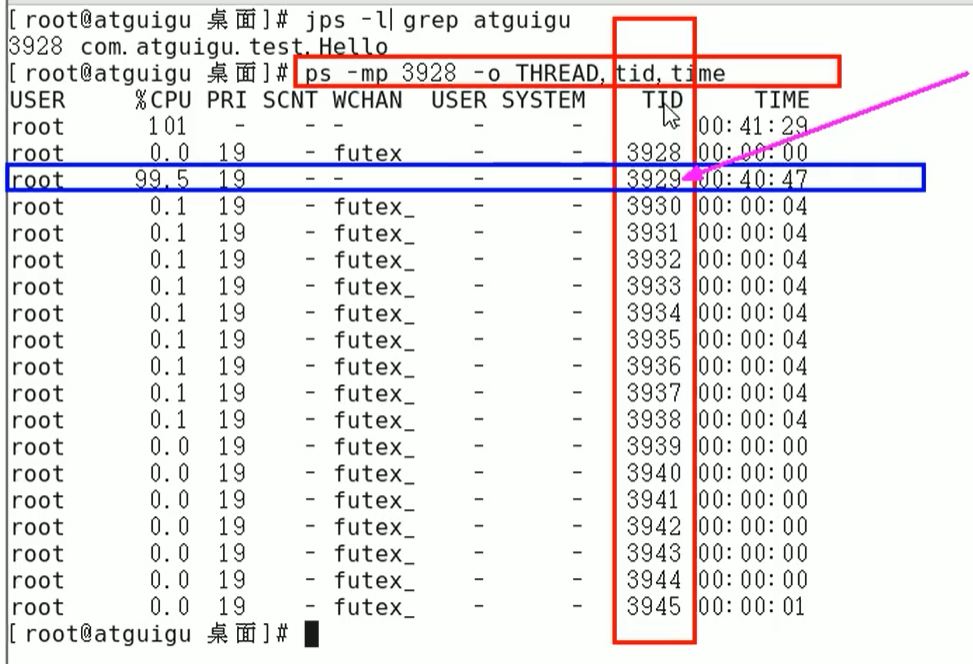 [root@atguigu 桌面]# jps -l| grep atguigu
3928 com.atguigu.test.Hello
[root@atguigu 桌面]# ps -mp 3928 -o THREAD,tid,time
USER %CPU PRI SCNT WCHAN USER SYSTEM TID TIME
root 101 - - - - - 00:41:29
root 0.0 19 - futex - - 3928 00:00:00
root 99.5 19 - - - - 3929 00:40:47
root 0.1 19 - futex_ - - 3930 00:00:04
root 0.1 19 - futex_ - - 3931 00:00:04
root 0.1 19 - futex_ - - 3932 00:00:04
root 0.1 19 - futex_ - - 3933 00:00:04
root 0.1 19 - futex_ - - 3934 00:00:04
root 0.1 19 - futex_ - - 3935 00:00:04
root 0.1 19 - futex_ - - 3936 00:00:04
root 0.1 19 - futex_ - - 3937 00:00:04
root 0.1 19 - futex_ - - 3938 00:00:04
root 0.0 19 - futex_ - - 3939 00:00:00
root 0.0 19 - futex_ - - 3940 00:00:00
root 0.0 19 - futex_ - - 3941 00:00:00
root 0.0 19 - futex_ - - 3942 00:00:00
root 0.0 19 - futex_ - - 3943 00:00:00
root 0.0 19 - futex_ - - 3944 00:00:00
root 0.0 19 - futex_ - - 3945 00:00:01
[root@atguigu 桌面]#